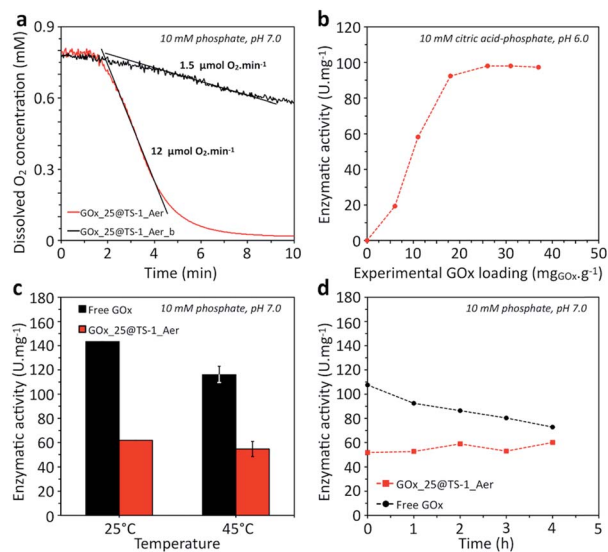 a
Dissolved O₂ concentration (mM)
0.9
0.6
0.3
0
10 mM phosphate, pH 7.0
1.5 µmol O₂.min⁻¹
12 µmol O₂.min⁻¹
GOx_25@TS-1_Aer
GOx_25@TS-1_Aer_b
0 2 4 6 8 10
Time (min)
b
Enzymatic activity (U.mg⁻¹)
120
100
80
60
40
20
0
10 mM citric acid-phosphate, pH 6.0
0 10 20 30 40 50
Experimental GOx loading (mg_GOx.g⁻¹)
c
Enzymatic activity (U.mg⁻¹)
180
160
140
120
100
80
60
40
20
0
10 mM phosphate, pH 7.0
Free GOx
GOx_25@TS-1_Aer
25°C 45°C
Temperature
d
Enzymatic activity (U.mg⁻¹)
180
160
140
120
100
80
60
40
20
0
10 mM phosphate, pH 7.0
GOx_25@TS-1_Aer
Free GOx
0 1 2 3 4 5
Time (h)